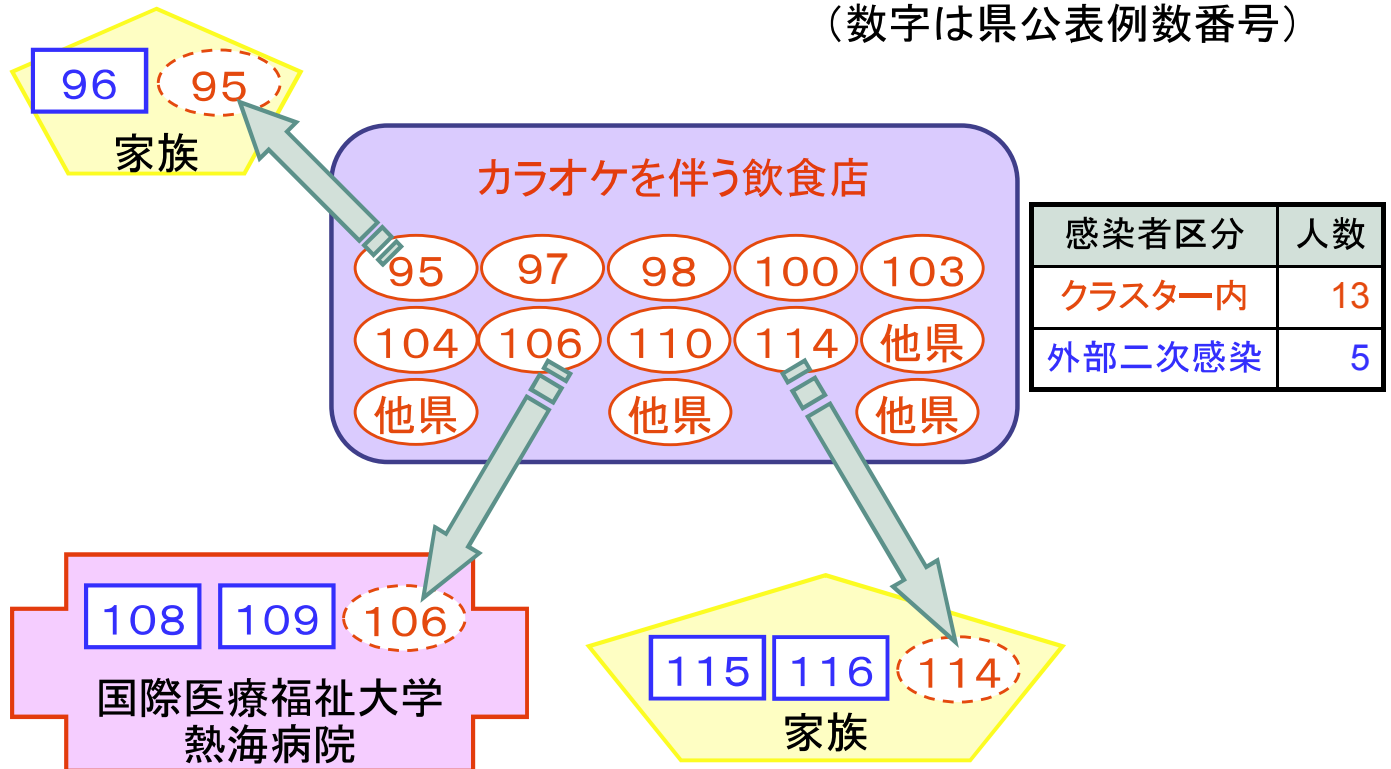 （数字は県公表例数番号）
96 95
家族
カラオケを伴う飲食店
95 97 98 100 103
104 106 110 114 他県
他県 他県 他県
感染者区分 人数
クラスター内 13
外部二次感染 5
108 109 106
国際医療福祉大学
熱海病院
115 116 114
家族